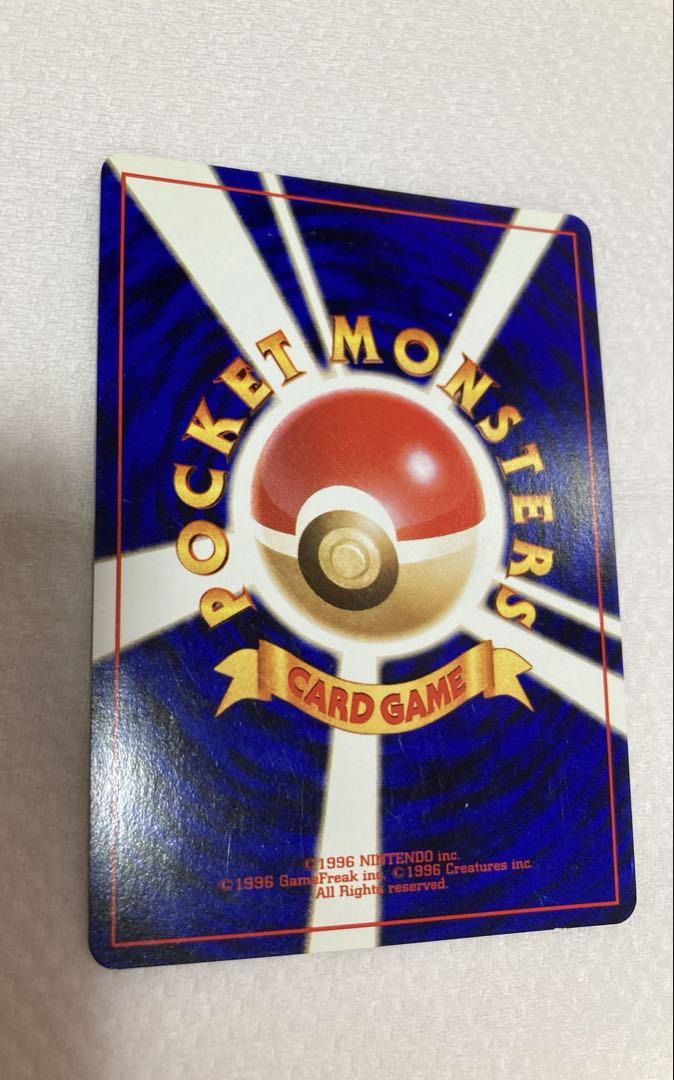 POCKET MONSTERS
CARD GAME
©1996 NINTENDO inc.
©1996 GameFreak inc. ©1996 Creatures inc.
All Rights reserved.